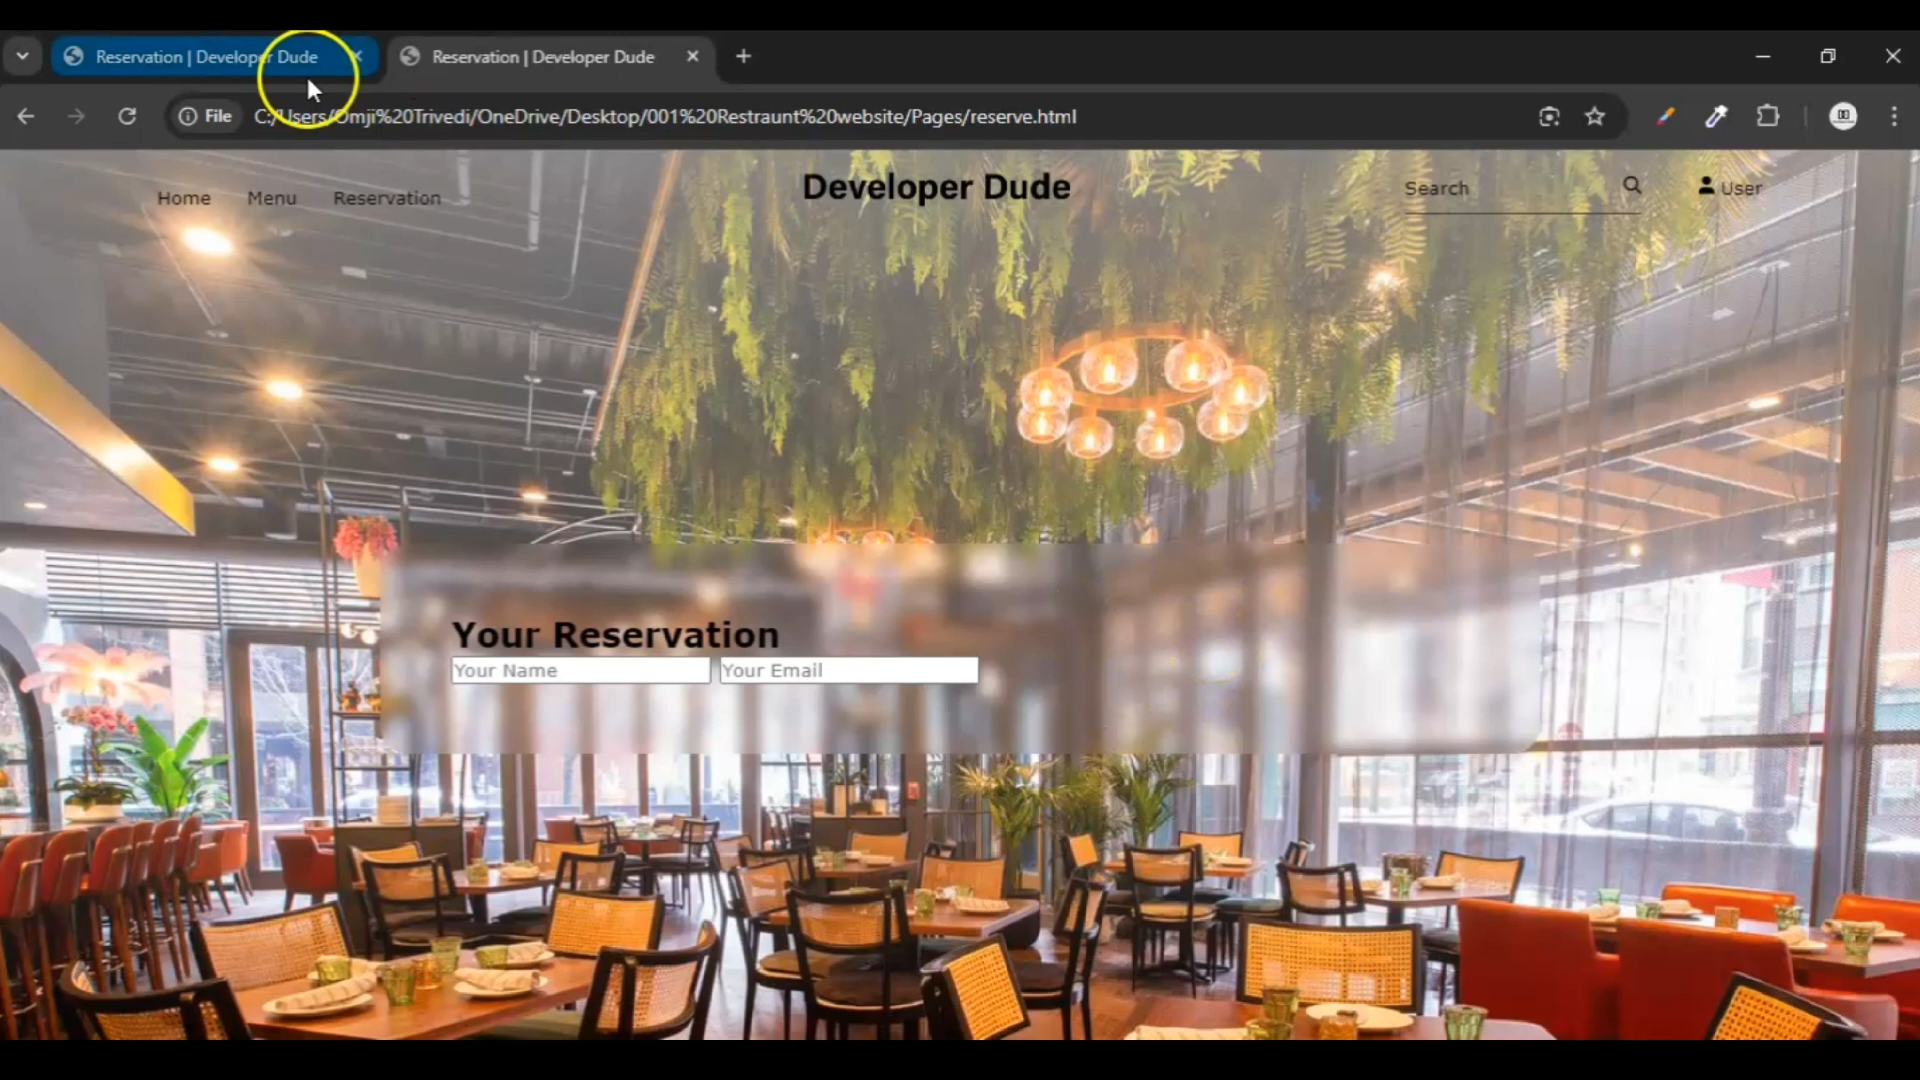 Reservation | Developer Dude
Reservation | Developer Dude
File
C:/Users/Omji%20Trivedi/OneDrive/Desktop/001%20Restraunt%20website/Pages/reserve.html
Home
Menu
Reservation
Developer Dude
Search
User
Your Reservation
Your Name
Your Email